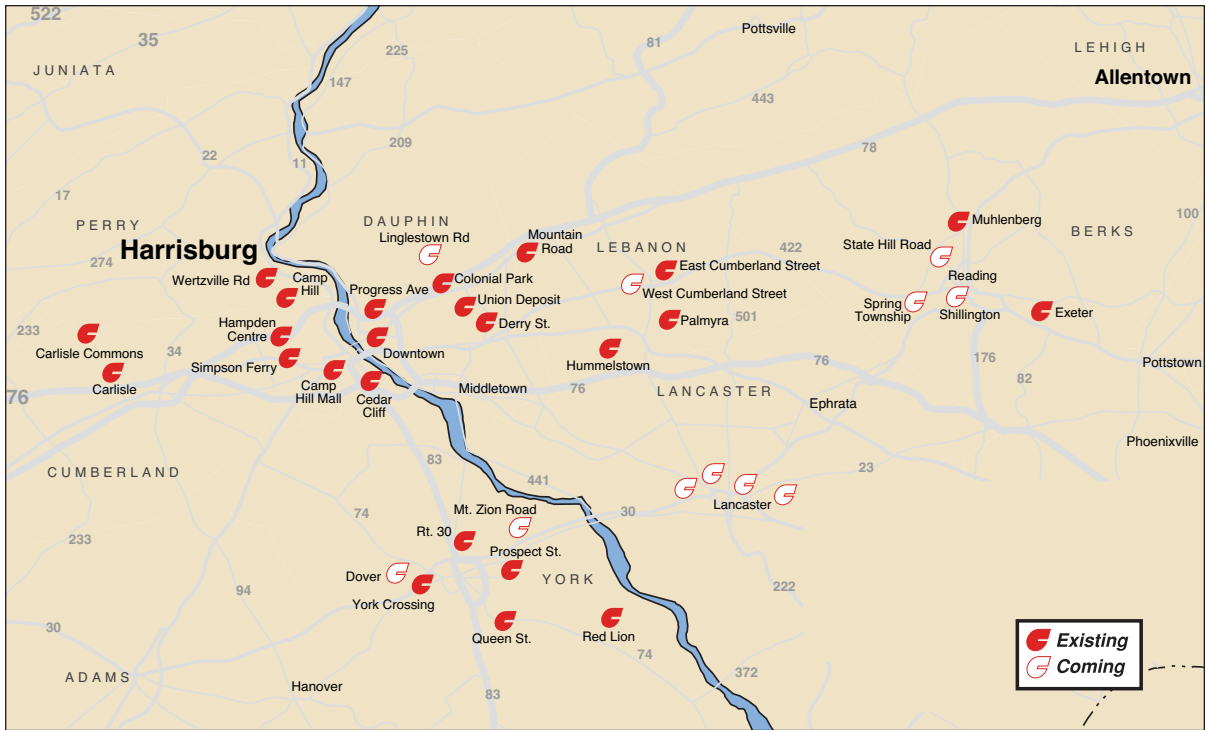 522
35
225
81
Pottsville
LEHIGH
JUNIATA
147
Allentown
443
209
22
11
78
17
PERRY
DAUPHIN
Linglestown Rd
Mountain
Road
LEBANON
422
State Hill Road
Muhlenberg
BERKS
100
Harrisburg
274
Wertzville Rd
Camp
Hill
Progress Ave
Colonial Park
Union Deposit
Derry St.
East Cumberland Street
West Cumberland Street
Reading
Spring
Township
Shillington
Exeter
Hampden
Centre
233
Carlisle Commons
34
Simpson Ferry
Downtown
Palmyra
501
Hummelstown
76
176
82
Pottstown
Carlisle
76
Camp
Hill Mall
Cedar
Cliff
Middletown
76
LANCASTER
Ephrata
Phoenixville
CUMBERLAND
83
441
23
Lancaster
74
Mt. Zion Road
30
Rt. 30
233
Prospect St.
Dover
YORK
York Crossing
94
222
30
Queen St.
Red Lion
74
372
ADAMS
Hanover
83
Existing
Coming